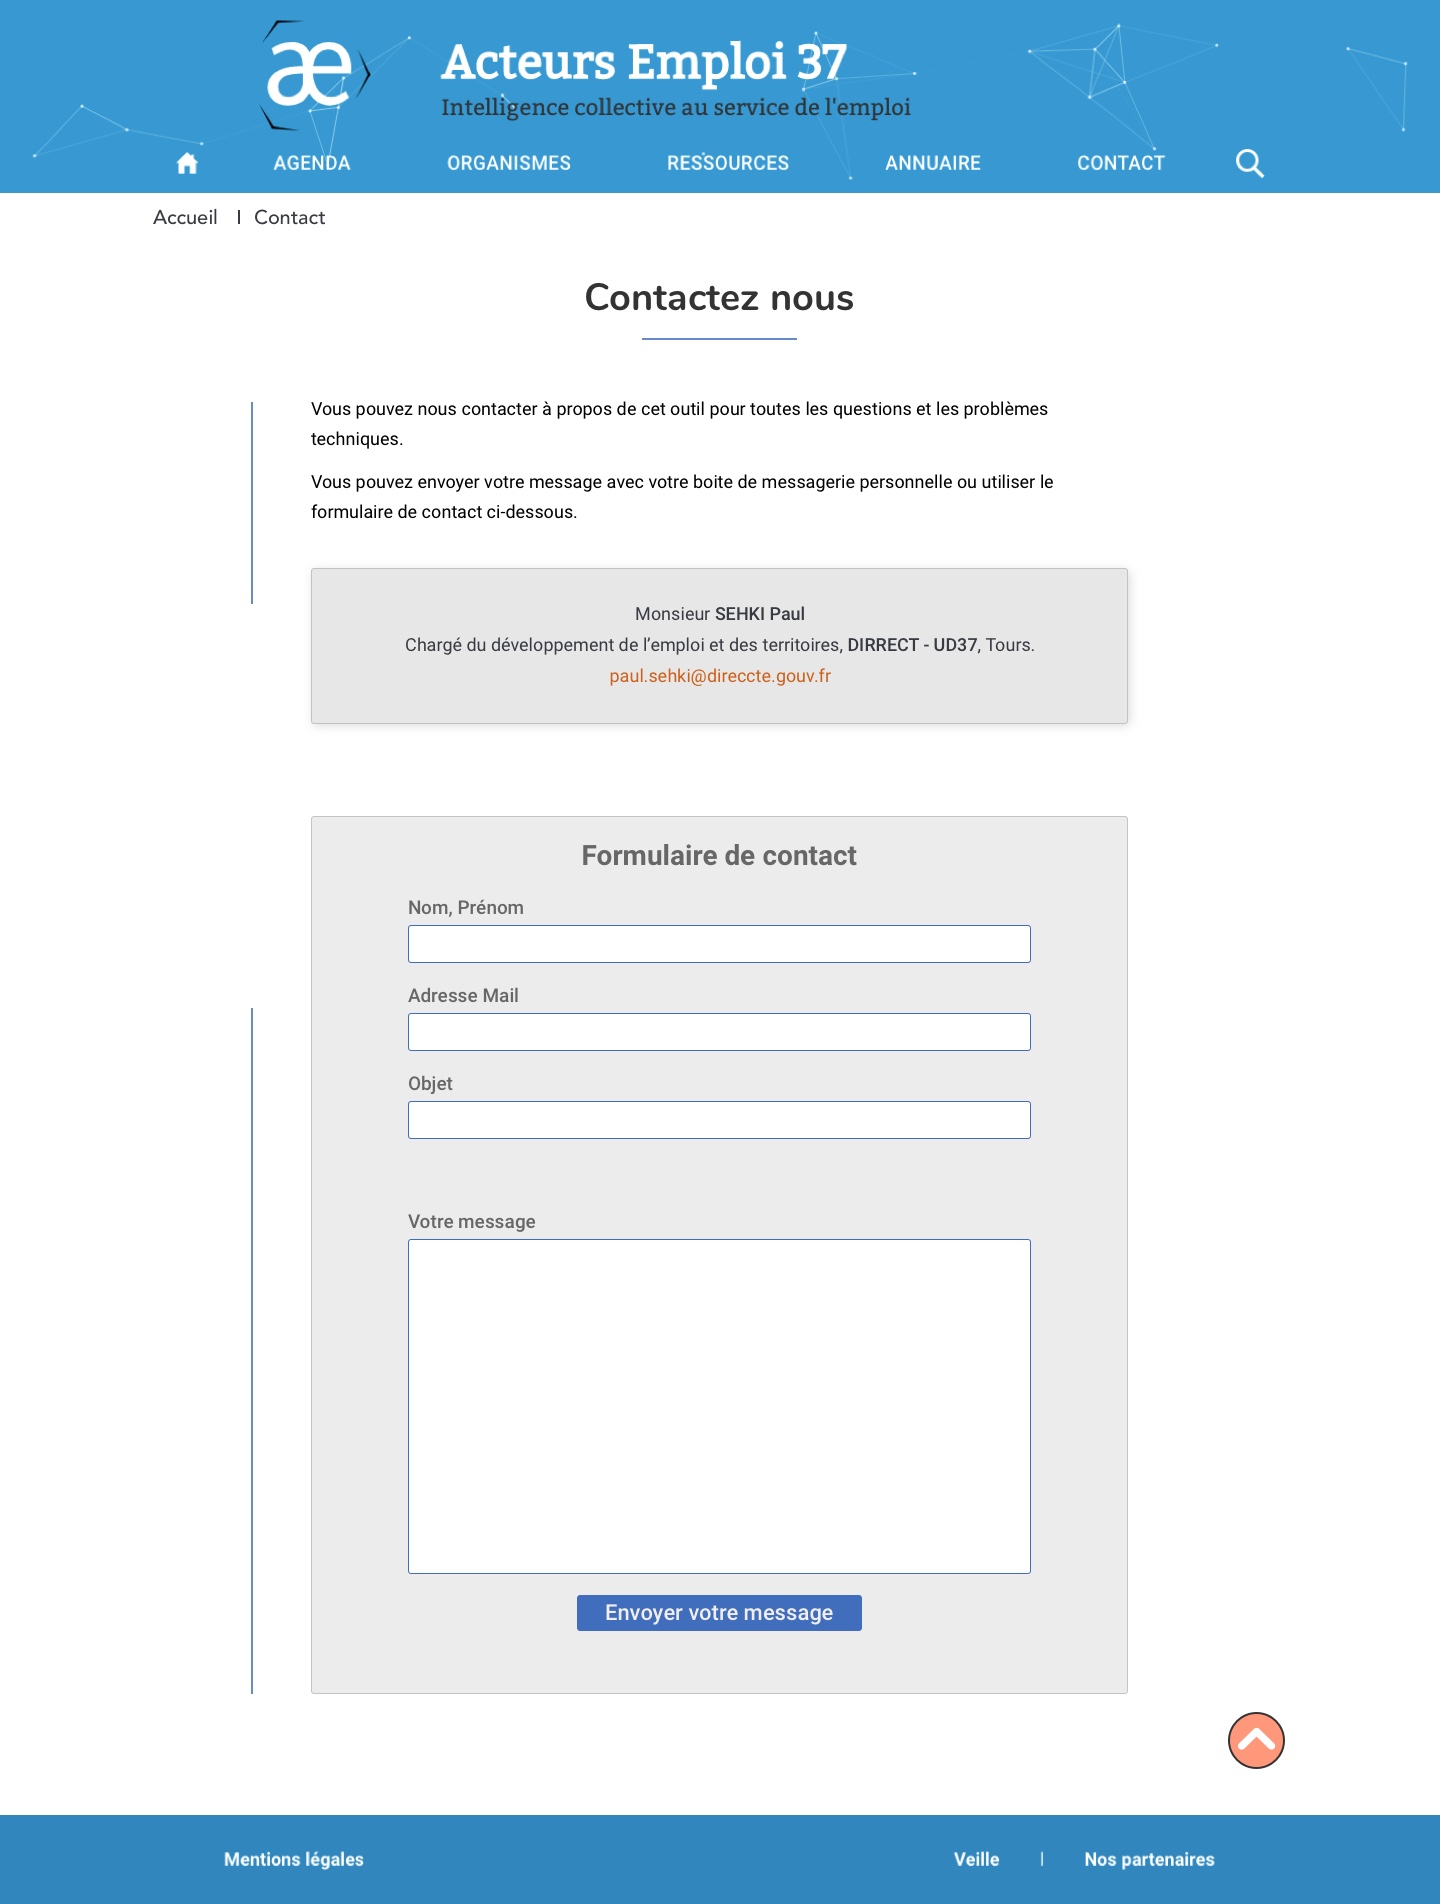 æ
Acteurs Emploi 37
Intelligence collective au service de l'emploi
AGENDA ORGANISMES RESSOURCES ANNUAIRE CONTACT
Accueil | Contact
Contactez nous
Vous pouvez nous contacter à propos de cet outil pour toutes les questions et les problèmes
techniques.
Vous pouvez envoyer votre message avec votre boite de messagerie personnelle ou utiliser le
formulaire de contact ci-dessous.
Monsieur SEHKI Paul
Chargé du développement de l’emploi et des territoires, DIRRECT - UD37, Tours.
paul.sehki@direccte.gouv.fr
Formulaire de contact
Nom, Prénom
Adresse Mail
Objet
Votre message
Envoyer votre message
Mentions légales Veille | Nos partenaires